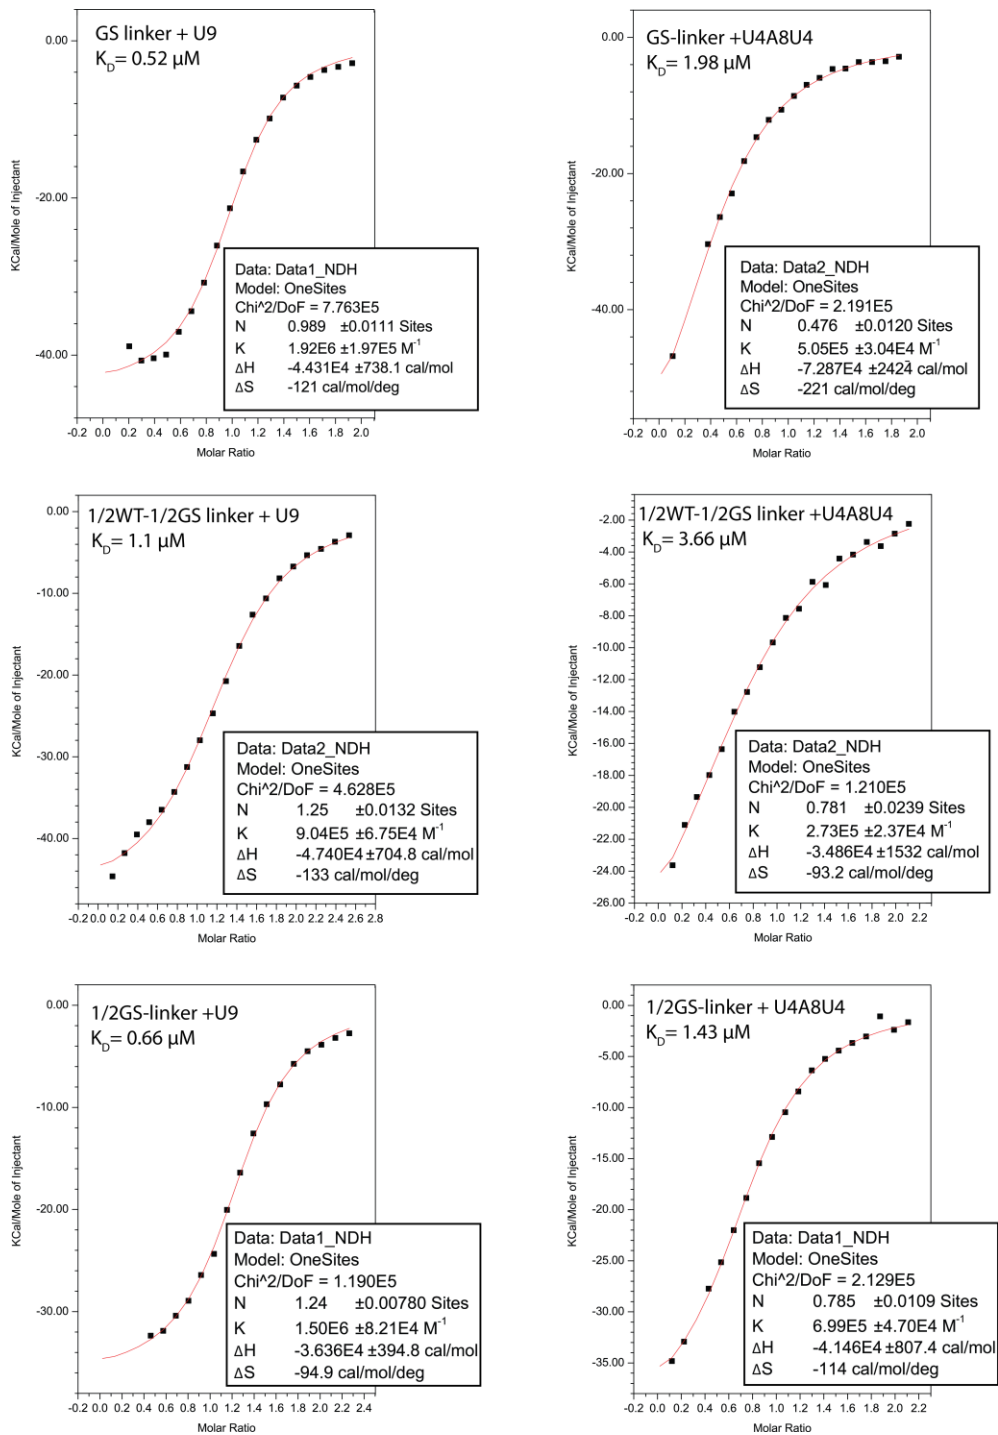 GS linker + U9
K_D= 0.52 µM
0.00
-20.00
-40.00
KCal/Mole of Injectant
-0.2 0.0 0.2 0.4 0.6 0.8 1.0 1.2 1.4 1.6 1.8 2.0
Molar Ratio
Data: Data1_NDH
Model: OneSites
Chi^2/DoF = 7.763E5
N 0.989 ±0.0111 Sites
K 1.92E6 ±1.97E5 M⁻¹
ΔH -4.431E4 ±738.1 cal/mol
ΔS -121 cal/mol/deg
GS-linker +U4A8U4
K_D= 1.98 µM
0.00
-20.00
-40.00
KCal/Mole of Injectant
-0.2 0.0 0.2 0.4 0.6 0.8 1.0 1.2 1.4 1.6 1.8 2.0
Molar Ratio
Data: Data2_NDH
Model: OneSites
Chi^2/DoF = 2.191E5
N 0.476 ±0.0120 Sites
K 5.05E5 ±3.04E4 M⁻¹
ΔH -7.287E4 ±2424 cal/mol
ΔS -221 cal/mol/deg
1/2WT-1/2GS linker + U9
K_D= 1.1 µM
0.00
-10.00
-20.00
-30.00
-40.00
KCal/Mole of Injectant
-0.2 0.0 0.2 0.4 0.6 0.8 1.0 1.2 1.4 1.6 1.8 2.0 2.2 2.4 2.6 2.8
Molar Ratio
Data: Data2_NDH
Model: OneSites
Chi^2/DoF = 4.628E5
N 1.25 ±0.0132 Sites
K 9.04E5 ±6.75E4 M⁻¹
ΔH -4.740E4 ±704.8 cal/mol
ΔS -133 cal/mol/deg
1/2WT-1/2GS linker +U4A8U4
K_D= 3.66 µM
-2.00
-4.00
-6.00
-8.00
-10.00
-12.00
-14.00
-16.00
-18.00
-20.00
-22.00
-24.00
-26.00
KCal/Mole of Injectant
-0.2 0.0 0.2 0.4 0.6 0.8 1.0 1.2 1.4 1.6 1.8 2.0 2.2
Molar Ratio
Data: Data2_NDH
Model: OneSites
Chi^2/DoF = 1.210E5
N 0.781 ±0.0239 Sites
K 2.73E5 ±2.37E4 M⁻¹
ΔH -3.486E4 ±1532 cal/mol
ΔS -93.2 cal/mol/deg
1/2GS-linker +U9
K_D= 0.66 µM
0.00
-10.00
-20.00
-30.00
KCal/Mole of Injectant
-0.2 0.0 0.2 0.4 0.6 0.8 1.0 1.2 1.4 1.6 1.8 2.0 2.2 2.4
Molar Ratio
Data: Data1_NDH
Model: OneSites
Chi^2/DoF = 1.190E5
N 1.24 ±0.00780 Sites
K 1.50E6 ±8.21E4 M⁻¹
ΔH -3.636E4 ±394.8 cal/mol
ΔS -94.9 cal/mol/deg
1/2GS-linker + U4A8U4
K_D= 1.43 µM
0.00
-5.00
-10.00
-15.00
-20.00
-25.00
-30.00
-35.00
KCal/Mole of Injectant
-0.2 0.0 0.2 0.4 0.6 0.8 1.0 1.2 1.4 1.6 1.8 2.0 2.2
Molar Ratio
Data: Data1_NDH
Model: OneSites
Chi^2/DoF = 2.129E5
N 0.785 ±0.0109 Sites
K 6.99E5 ±4.70E4 M⁻¹
ΔH -4.146E4 ±807.4 cal/mol
ΔS -114 cal/mol/deg